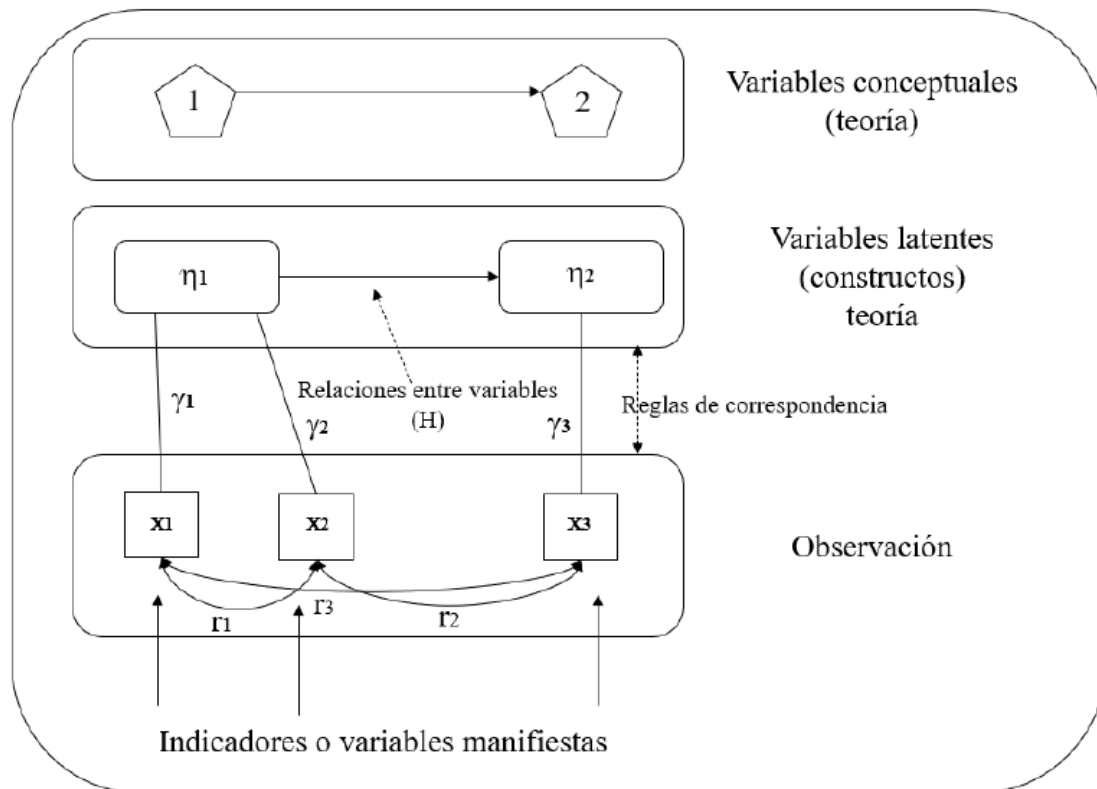 1
2
Variables conceptuales
(teoría)
η1
η2
Variables latentes
(constructos)
teoría
γ1
γ2
Relaciones entre variables
(H)
γ3
Reglas de correspondencia
x1
x2
x3
Observación
r1
r3
r2
Indicadores o variables manifiestas